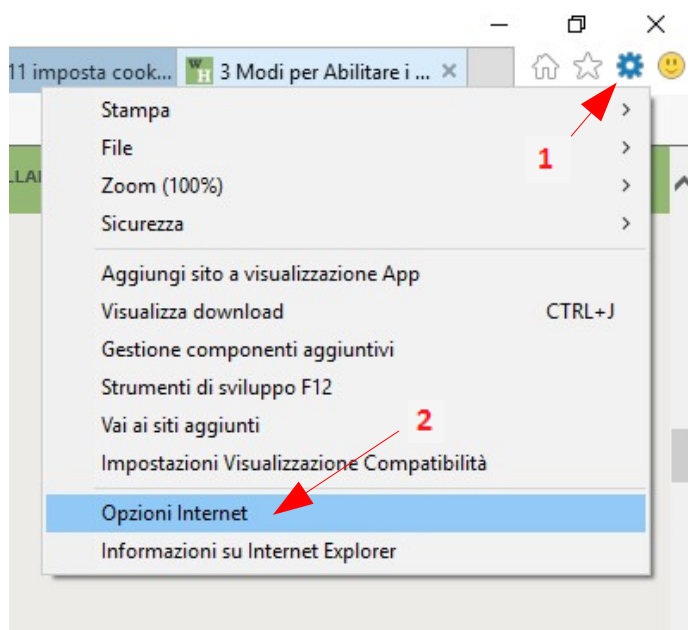 11 imposta cook...
WH 3 Modi per Abilitare i ... ×
Stampa
1
File
LLAI
Zoom (100%)
Sicurezza
Aggiungi sito a visualizzazione App
Visualizza download CTRL+J
Gestione componenti aggiuntivi
Strumenti di sviluppo F12
Vai ai siti aggiunti
2
Impostazioni Visualizzazione Compatibilità
Opzioni Internet
Informazioni su Internet Explorer